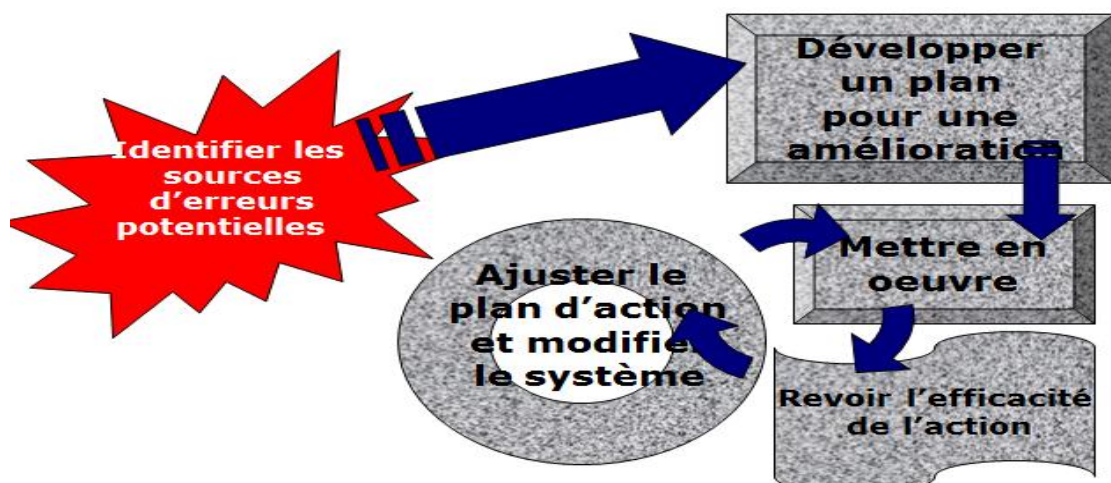 Identifier les
sources
d'erreurs
potentielles
Développer
un plan
pour une
amélioration
Mettre en
oeuvre
Revoir l'efficacité
de l'action
Ajuster le
plan d'action
et modifier
le système